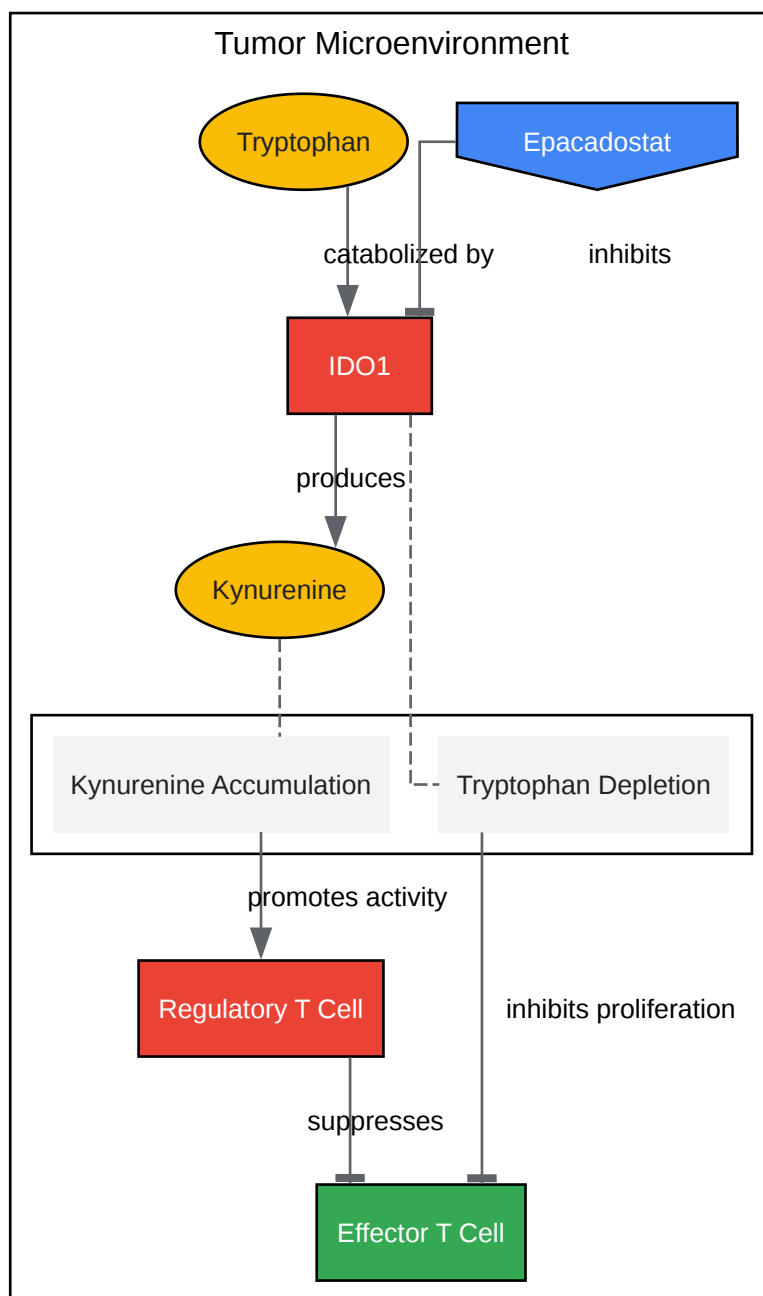 Tumor Microenvironment
Tryptophan
Epacadostat
catabolized by
inhibits
IDO1
produces
Kynurenine
Kynurenine Accumulation
Tryptophan Depletion
promotes activity
Regulatory T Cell
inhibits proliferation
suppresses
Effector T Cell